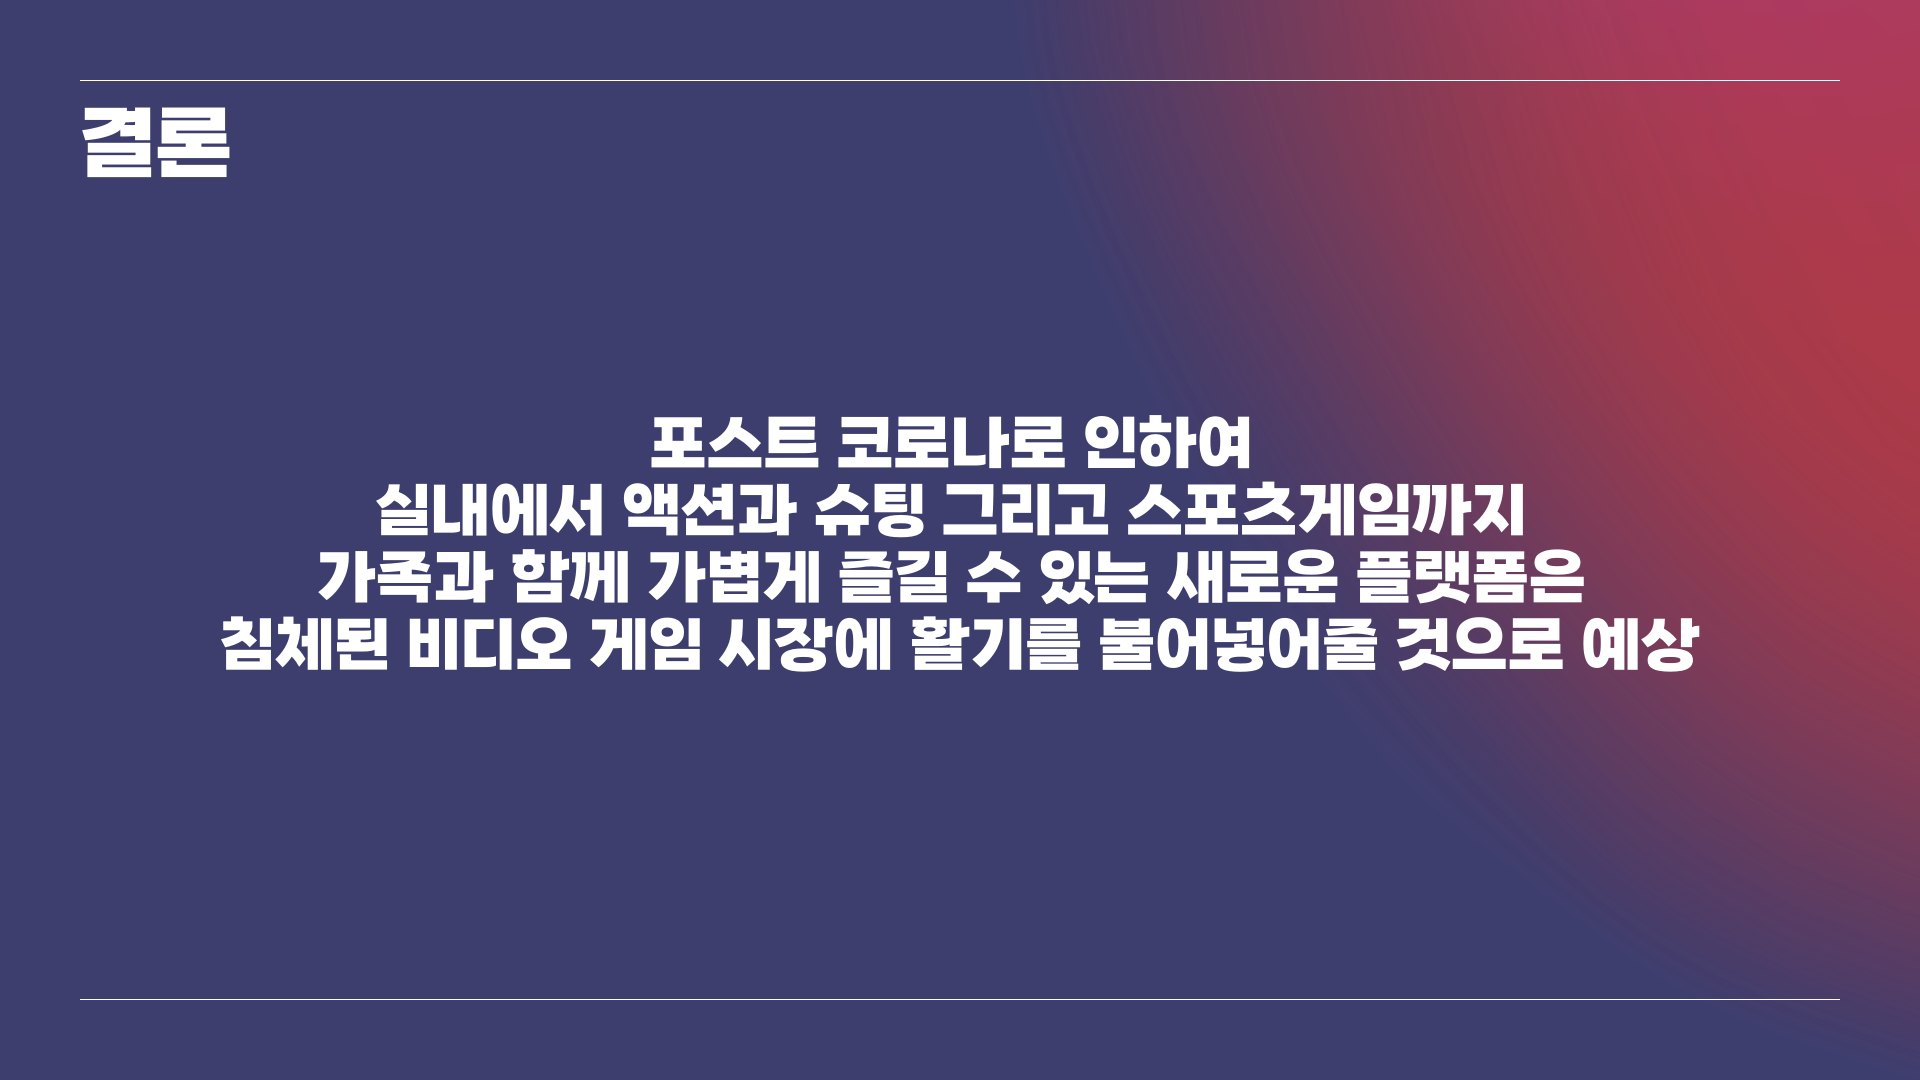 결론
포스트 코로나로 인하여
실내에서 액션과 슈팅 그리고 스포츠게임까지
가족과 함께 가볍게 즐길 수 있는 새로운 플랫폼은
침체된 비디오 게임 시장에 활기를 불어넣어줄 것으로 예상